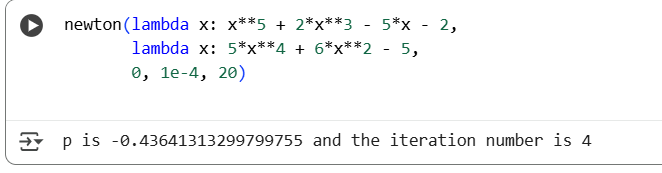 newton(lambda x: x**5 + 2*x**3 - 5*x - 2,
lambda x: 5*x**4 + 6*x**2 - 5,
0, 1e-4, 20)
p is -0.43641313299799755 and the iteration number is 4